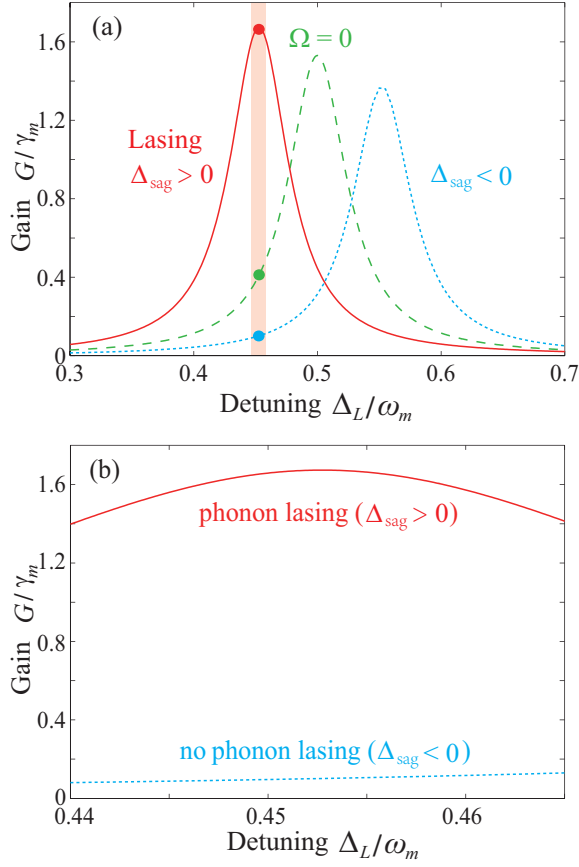 (a)
Ω=0
Lasing
Δsag > 0
Δsag < 0
Gain G/γm
1.6
1.2
0.8
0.4
0
0.3 0.4 0.5 0.6 0.7
Detuning ΔL/ωm
(b)
phonon lasing (Δsag > 0)
no phonon lasing (Δsag < 0)
Gain G/γm
1.6
1.2
0.8
0.4
0
0.44 0.45 0.46
Detuning ΔL/ωm